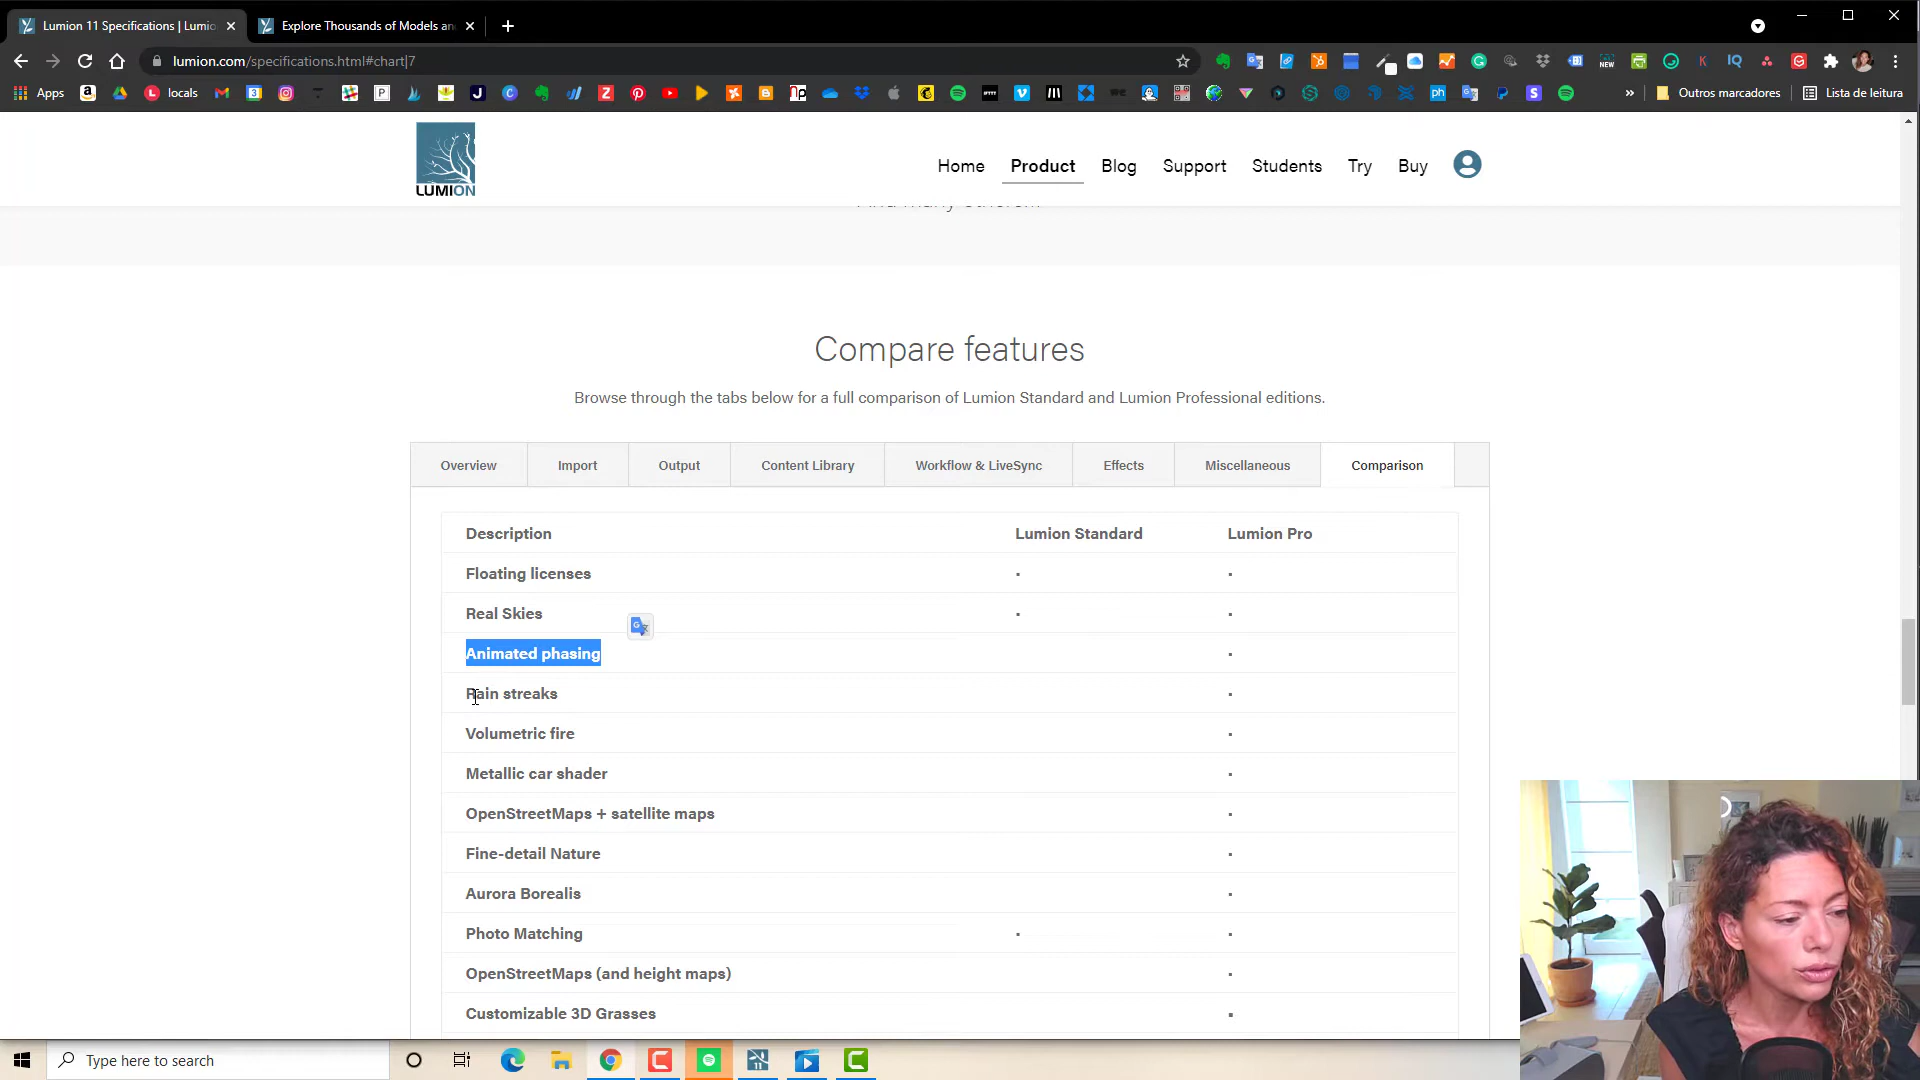 Lumion 11 Specifications | Lumio
Explore Thousands of Models an
lumion.com/specifications.html#chart|7
Apps
locals
Outros marcadores
Lista de leitura
LUMION
Home
Product
Blog
Support
Students
Try
Buy
Compare features
Browse through the tabs below for a full comparison of Lumion Standard and Lumion Professional editions.
Overview
Import
Output
Content Library
Workflow & LiveSync
Effects
Miscellaneous
Comparison
Description
Lumion Standard
Lumion Pro
Floating licenses
Real Skies
Animated phasing
Rain streaks
Volumetric fire
Metallic car shader
OpenStreetMaps + satellite maps
Fine-detail Nature
Aurora Borealis
Photo Matching
OpenStreetMaps (and height maps)
Customizable 3D Grasses
Type here to search